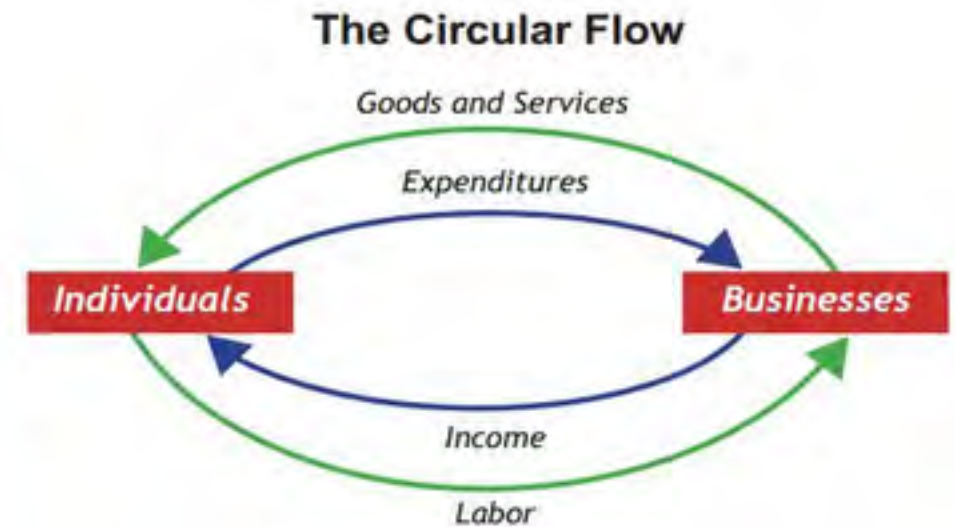 The Circular Flow
Goods and Services
Expenditures
Individuals
Businesses
Income
Labor